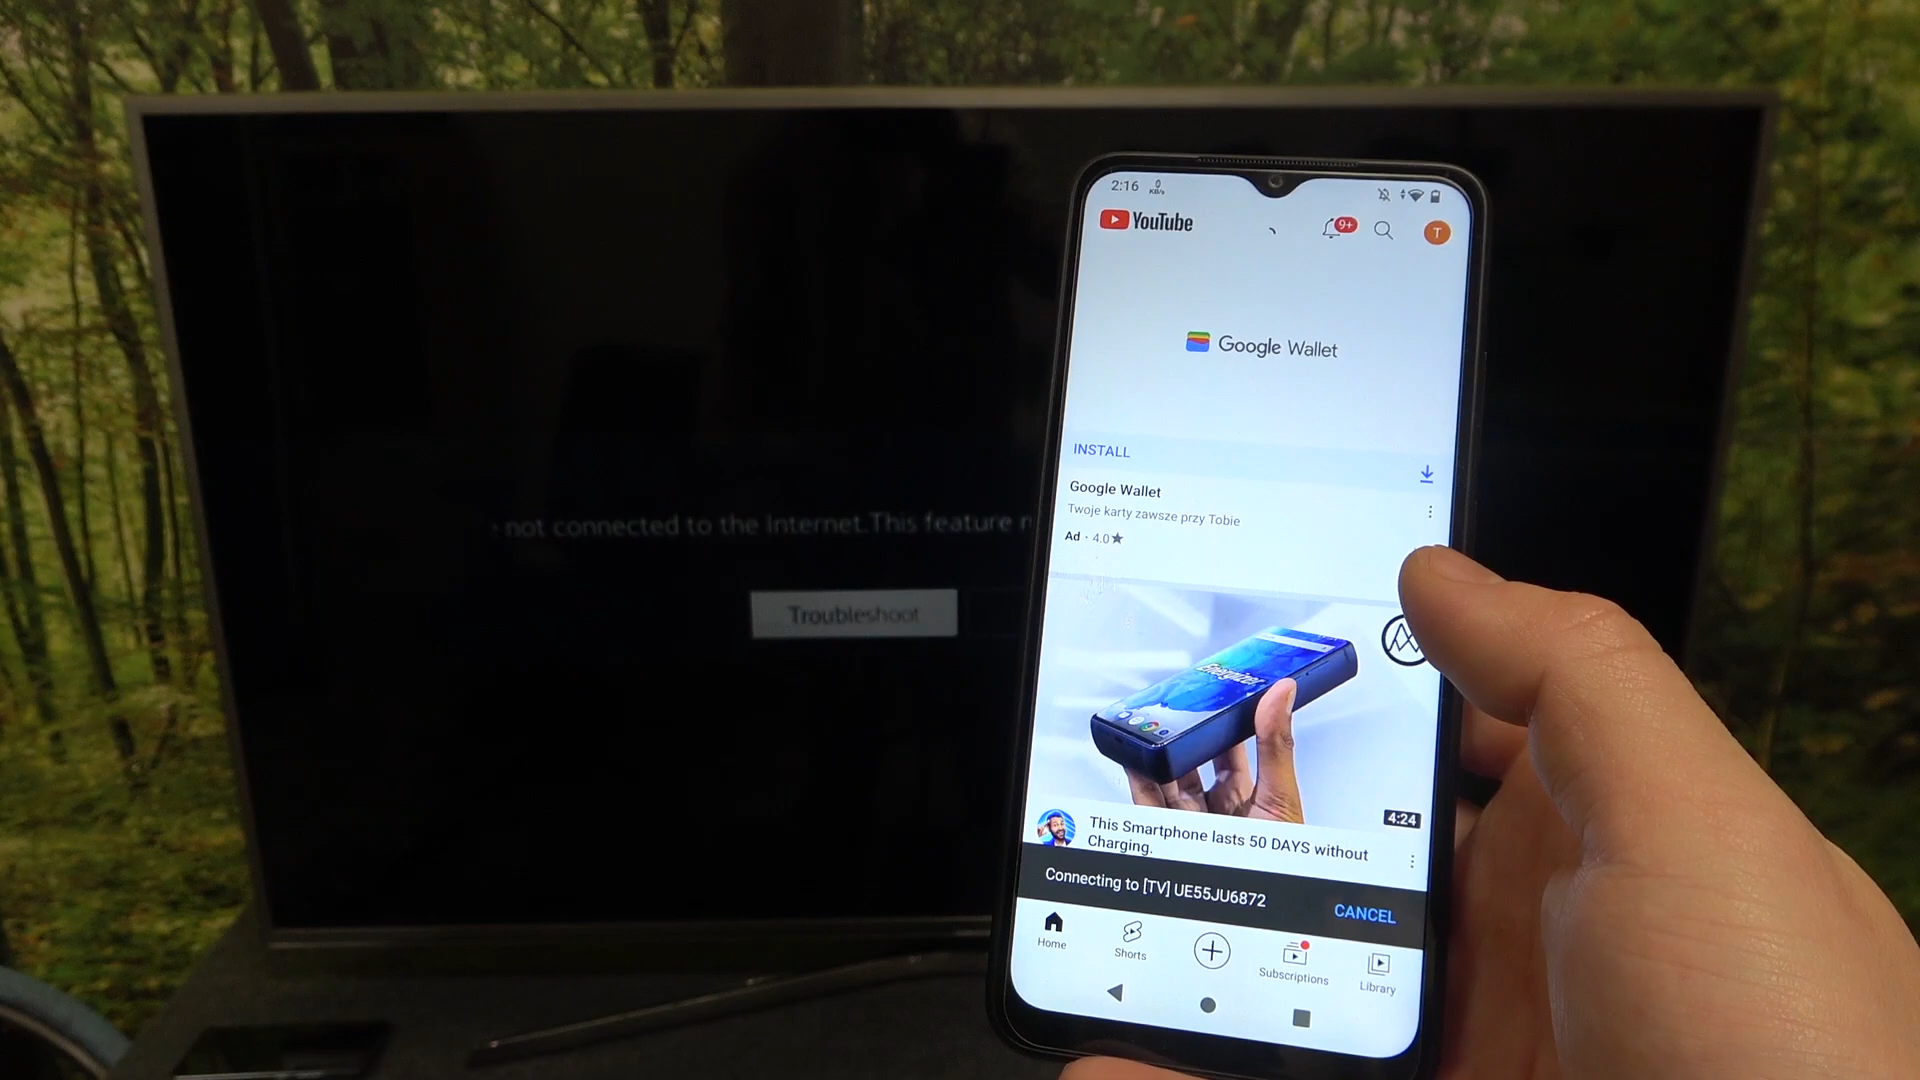 2:16
KB/s
YouTube
9+
T
Google Wallet
INSTALL
Google Wallet
Twoje karty zawsze przy Tobie
Ad · 4.0★
not connected to the Internet.This feature
Troubleshoot
Energizer
4:24
This Smartphone lasts 50 DAYS without
Charging.
Connecting to [TV] UE55JU6872
CANCEL
Home
Shorts
Subscriptions
Library